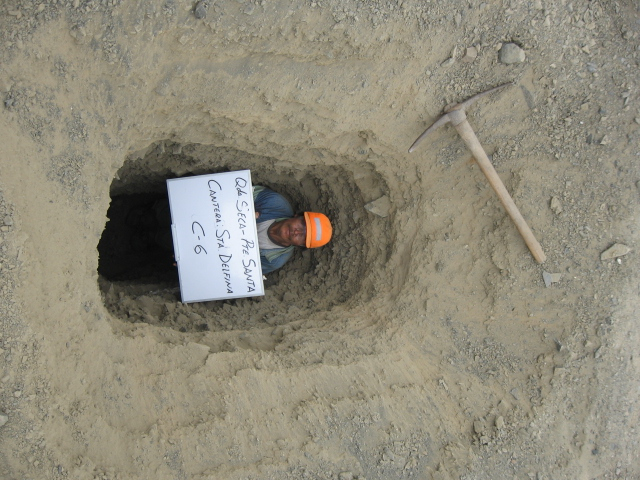 Qda SECA - Pte SANTA
CANTERA: STA DELFINA
C-6